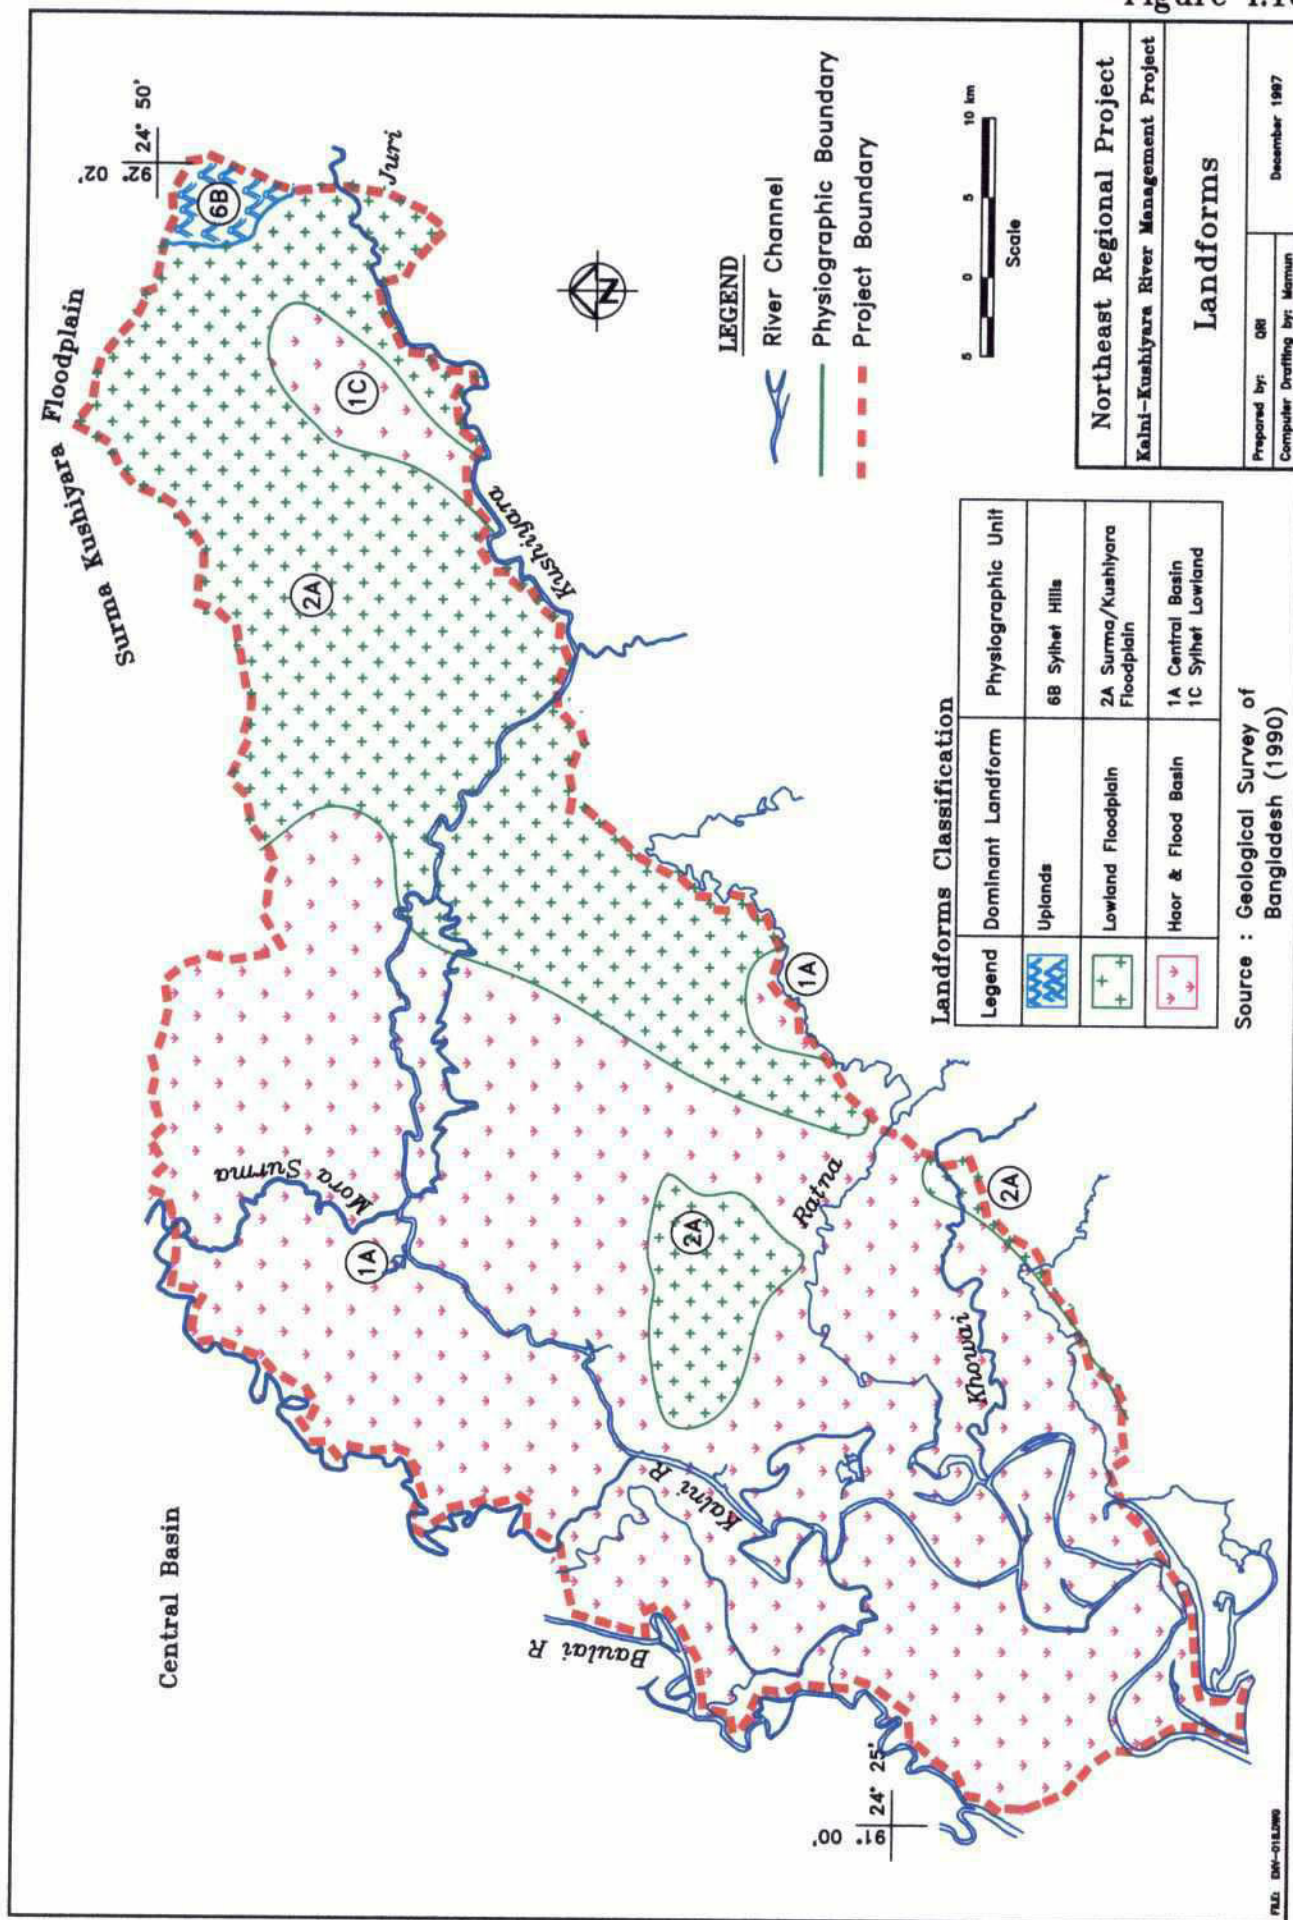 Surma Kushiyara Floodplain
92° 02'
24° 50'
6B
Juri
1C
2A
Kushiyara
Central Basin
Mora Surma
1A
1A
2A
Ratna
2A
Khowai
Kalni R
Baulai R
91° 00'
24° 25'
N
LEGEND
River Channel
Physiographic Boundary
Project Boundary
5 0 5 10 km
Scale
Landforms Classification
Legend Dominant Landform Physiographic Unit
Uplands 6B Sylhet Hills
Lowland Floodplain 2A Surma/Kushiyara
Floodplain
Haor & Flood Basin 1A Central Basin
1C Sylhet Lowland
Source : Geological Survey of
Bangladesh (1990)
Northeast Regional Project
Kalni-Kushiyara River Management Project
Landforms
Prepared by: QRI
Computer Drafting by: Mamun
December 1997